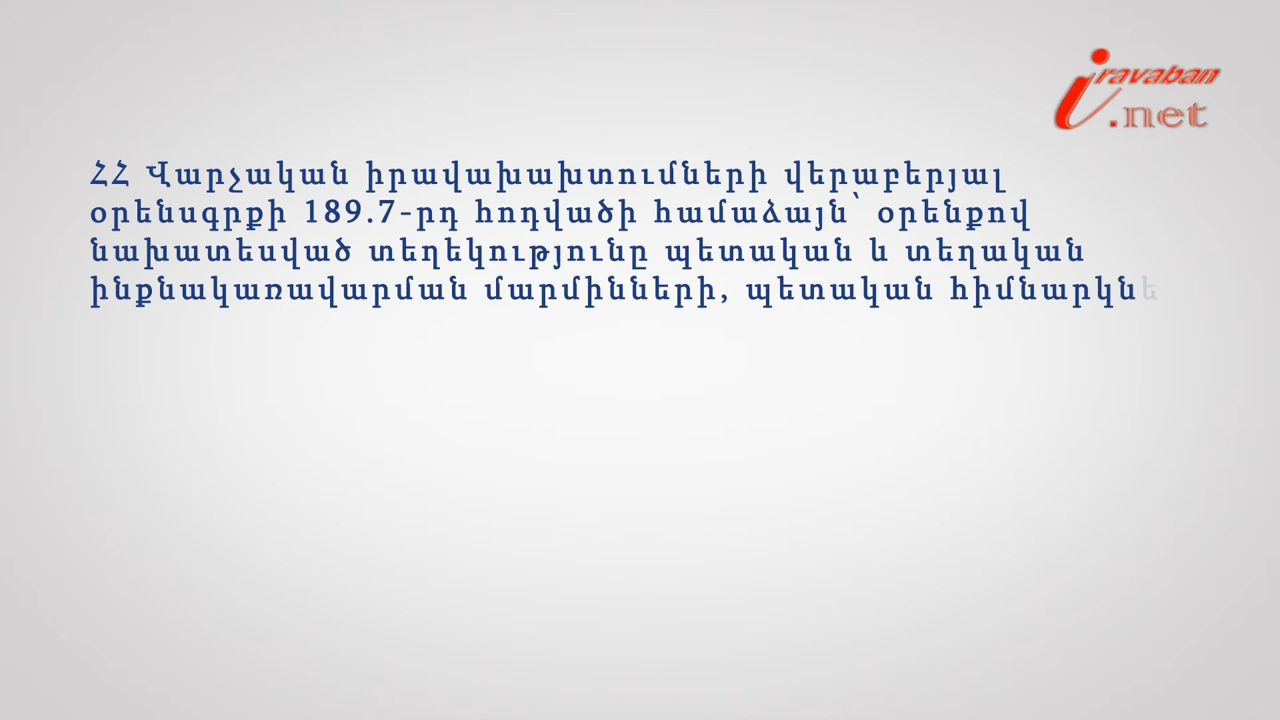 iravaban
.net
ՀՀ Վարչական իրավախախտումների վերաբերյալ
օրենսգրքի 189.7-րդ հոդվածի համաձայն՝ օրենքով
նախատեսված տեղեկությունը պետական և տեղական
ինքնակառավարման մարմինների, պետական հիմնարկնե